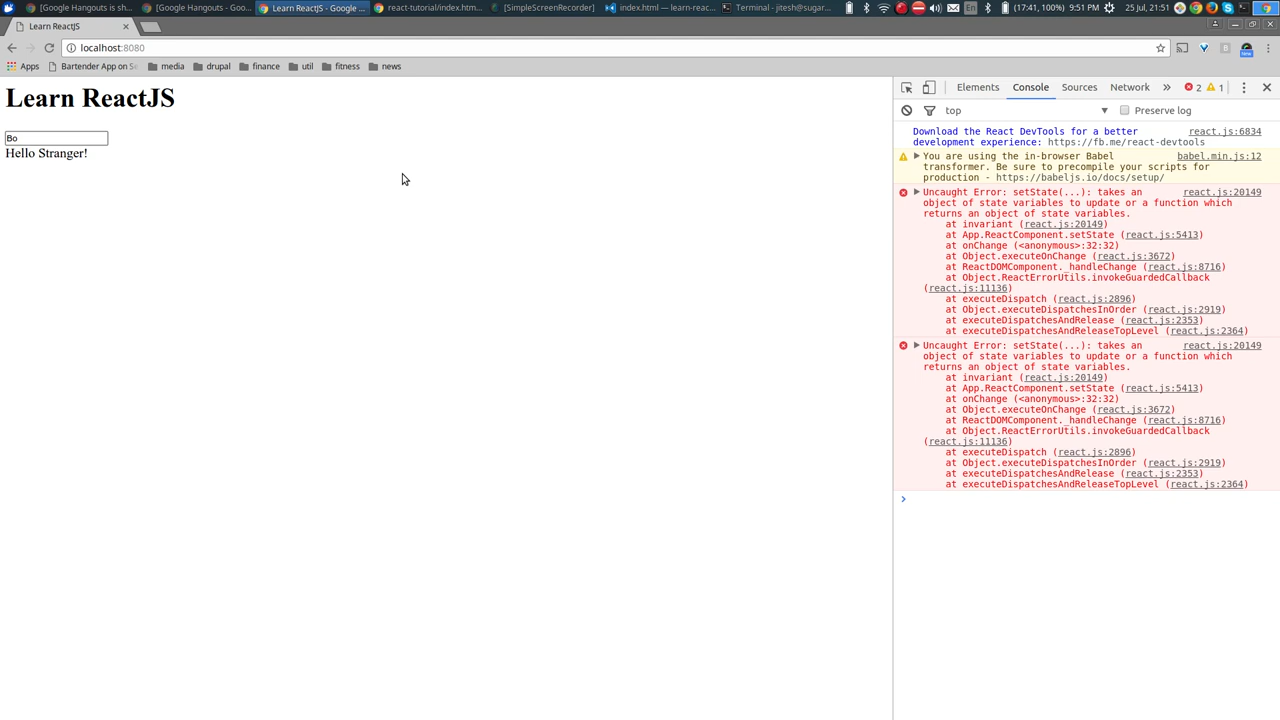 [Google Hangouts is sh...
[Google Hangouts - Goo...
Learn ReactJS - Google ...
react-tutorial/index.htm...
[SimpleScreenRecorder]
index.html — learn-reac...
Terminal - jitesh@sugar...
En
(17:41, 100%) 9:51 PM
25 Jul, 21:51
Learn ReactJS
localhost:8080
Apps
Bartender App on Se
media
drupal
finance
util
fitness
news
Learn ReactJS
Bo
Hello Stranger!
Elements Console Sources Network » 2 1
top
Preserve log
Download the React DevTools for a better react.js:6834
development experience: https://fb.me/react-devtools
You are using the in-browser Babel babel.min.js:12
transformer. Be sure to precompile your scripts for
production - https://babeljs.io/docs/setup/
Uncaught Error: setState(...): takes an react.js:20149
object of state variables to update or a function which
returns an object of state variables.
at invariant (react.js:20149)
at App.ReactComponent.setState (react.js:5413)
at onChange (<anonymous>:32:32)
at Object.executeOnChange (react.js:3672)
at ReactDOMComponent._handleChange (react.js:8716)
at Object.ReactErrorUtils.invokeGuardedCallback
(react.js:11136)
at executeDispatch (react.js:2896)
at Object.executeDispatchesInOrder (react.js:2919)
at executeDispatchesAndRelease (react.js:2353)
at executeDispatchesAndReleaseTopLevel (react.js:2364)
Uncaught Error: setState(...): takes an react.js:20149
object of state variables to update or a function which
returns an object of state variables.
at invariant (react.js:20149)
at App.ReactComponent.setState (react.js:5413)
at onChange (<anonymous>:32:32)
at Object.executeOnChange (react.js:3672)
at ReactDOMComponent._handleChange (react.js:8716)
at Object.ReactErrorUtils.invokeGuardedCallback
(react.js:11136)
at executeDispatch (react.js:2896)
at Object.executeDispatchesInOrder (react.js:2919)
at executeDispatchesAndRelease (react.js:2353)
at executeDispatchesAndReleaseTopLevel (react.js:2364)